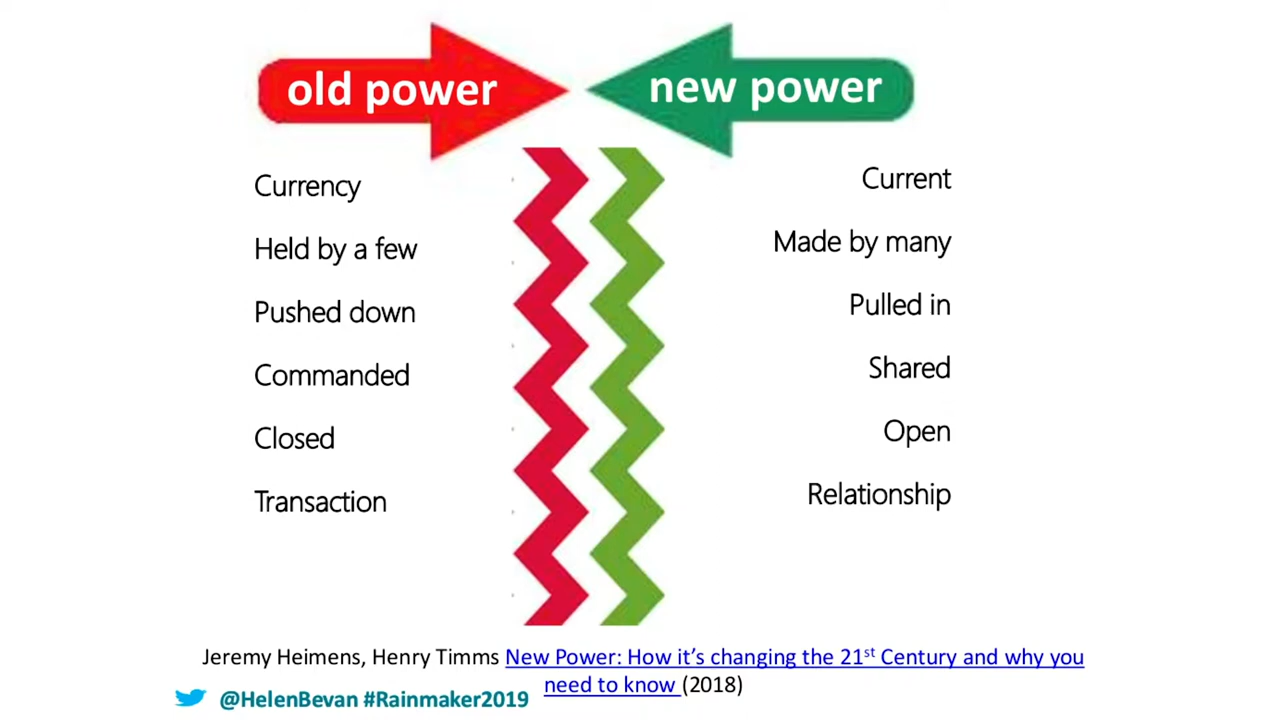 old power
new power
Currency
Current
Held by a few
Made by many
Pushed down
Pulled in
Commanded
Shared
Closed
Open
Transaction
Relationship
Jeremy Heimens, Henry Timms New Power: How it’s changing the 21st Century and why you
need to know (2018)
@HelenBevan #Rainmaker2019